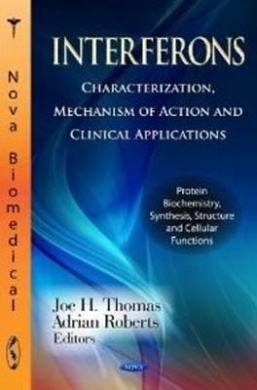 Nova Biomedical
INTERFERONS
CHARACTERIZATION,
MECHANISM OF ACTION AND
CLINICAL APPLICATIONS
Protein
Biochemistry,
Synthesis, Structure
and Cellular
Functions
Joe H. Thomas
Adrian Roberts
Editors
NOVA